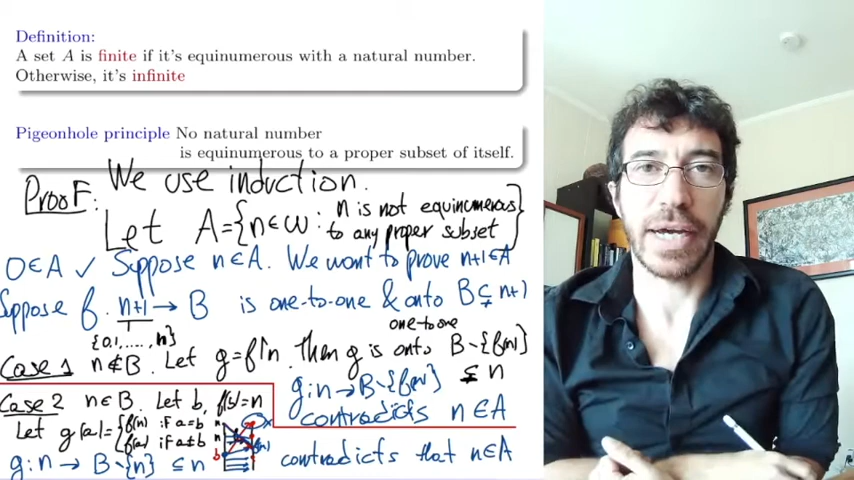 Definition:
A set A is finite if it's equinumerous with a natural number.
Otherwise, it's infinite
Pigeonhole principle No natural number
is equinumerous to a proper subset of itself.
Proof: We use induction.
Let A={n∈ω: n is not equinumerous
to any proper subset}
0∈A ✓ Suppose n∈A. We want to prove n+1∈A
Suppose f: n+1→B is one-to-one & onto B⊊n+1
{0,1,...,n}
one-to-one
Case 1 n∉B. Let g=f↾n. Then g is onto B∖{f(n)}
⊊ n
g:n→B∖{f(n)}
contradicts n∈A
Case 2 n∈B. Let b, f(b)=n
Let g(a)={f(n) if a=b
f(a) if a≠b
g:n→ B∖{n} ⊆ n contradicts that n∈A